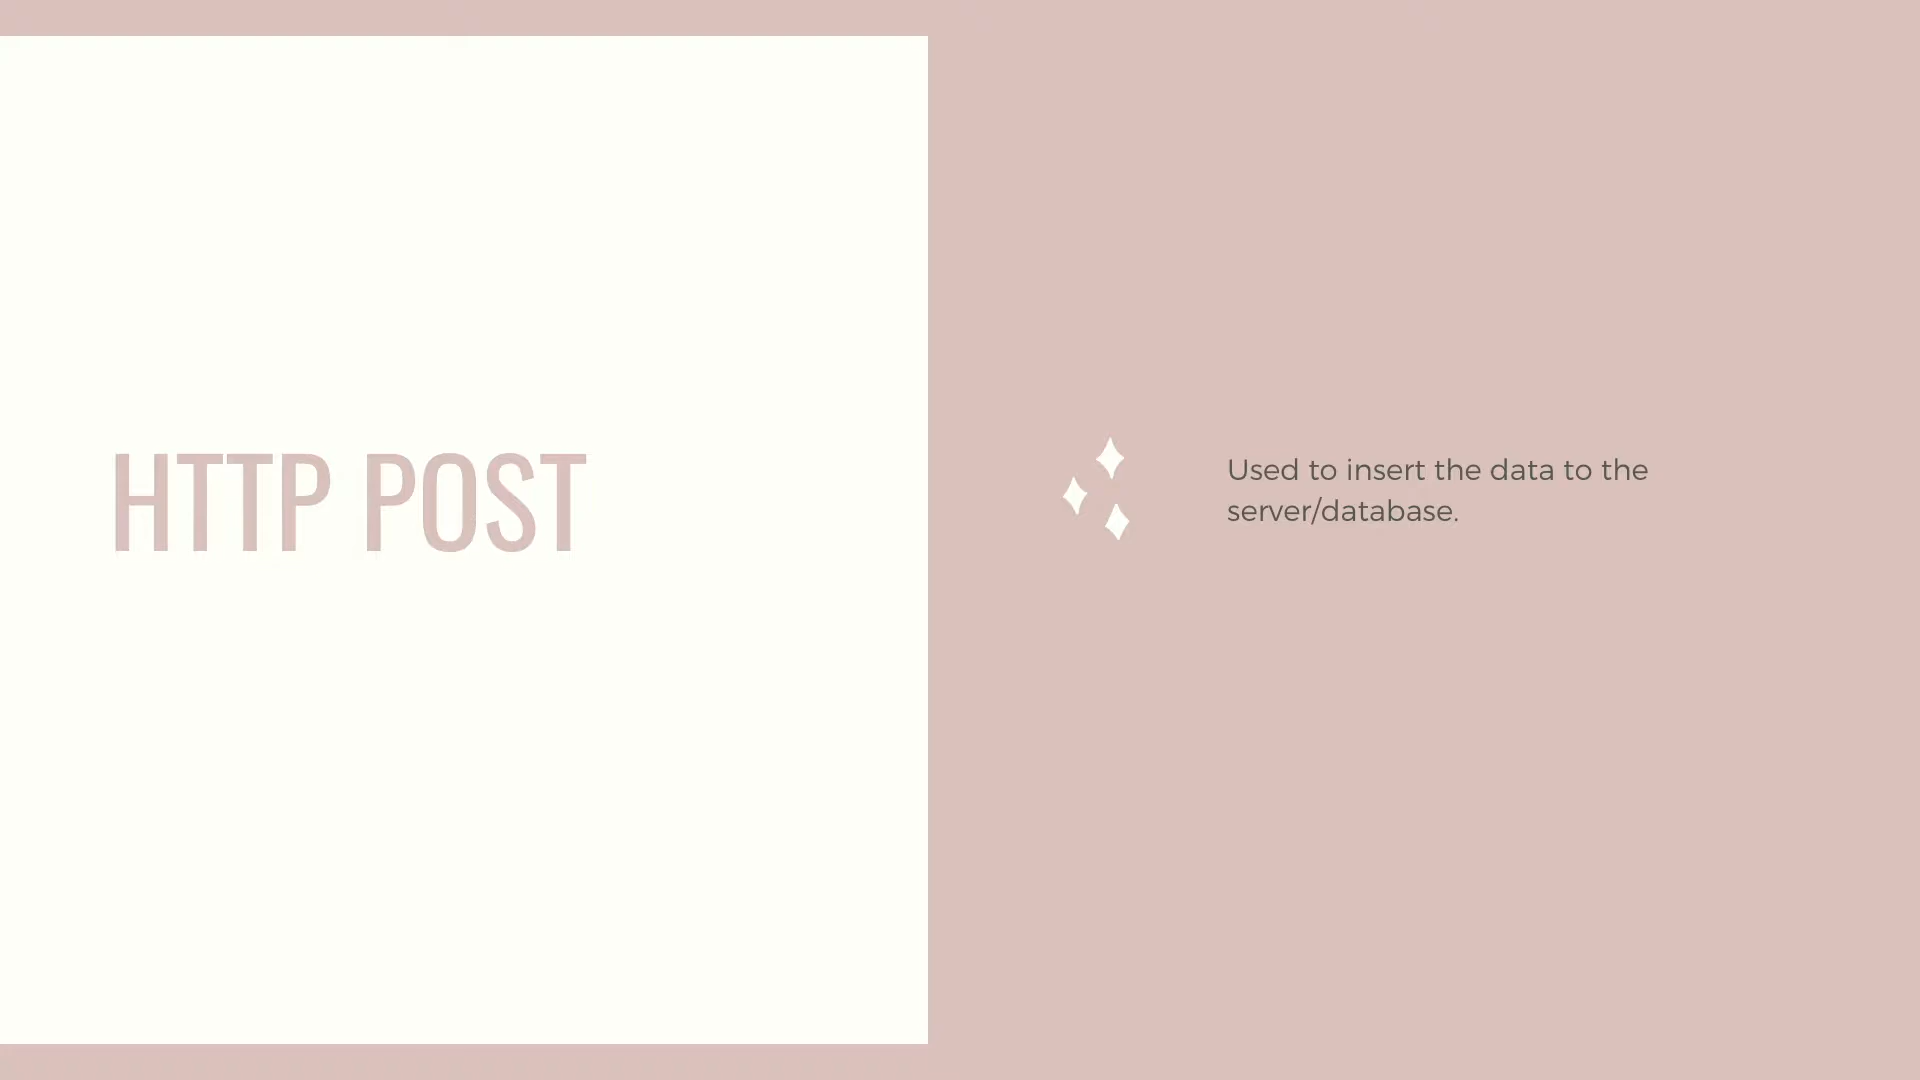 HTTP POST
Used to insert the data to the
server/database.